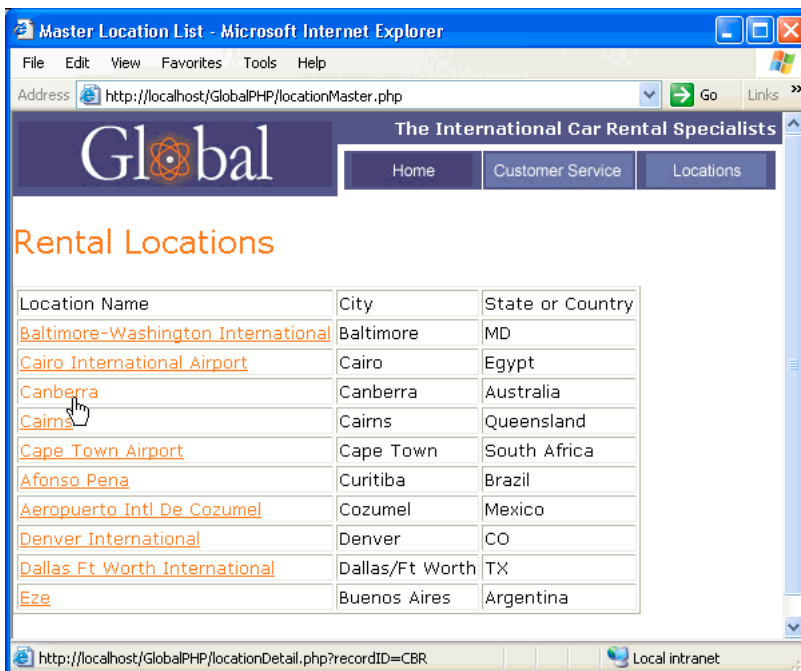 Master Location List - Microsoft Internet Explorer
File Edit View Favorites Tools Help
Address http://localhost/GlobalPHP/locationMaster.php Go Links »
Global
The International Car Rental Specialists
Home Customer Service Locations
Rental Locations
Location Name City State or Country
Baltimore-Washington International Baltimore MD
Cairo International Airport Cairo Egypt
Canberra Canberra Australia
Cairns Cairns Queensland
Cape Town Airport Cape Town South Africa
Afonso Pena Curitiba Brazil
Aeropuerto Intl De Cozumel Cozumel Mexico
Denver International Denver CO
Dallas Ft Worth International Dallas/Ft Worth TX
Eze Buenos Aires Argentina
http://localhost/GlobalPHP/locationDetail.php?recordID=CBR Local intranet